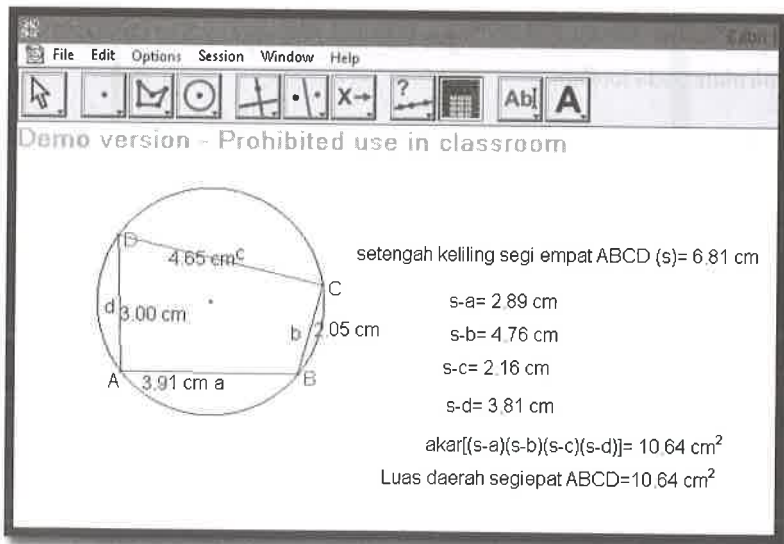 File Edit Options Session Window Help
? X Abl A
Demo version - Prohibited use in classroom
D
4.65 cm c
setengah keliling segi empat ABCD (s)= 6,81 cm
C
d 3.00 cm
s-a= 2,89 cm
b 2.05 cm
s-b= 4,76 cm
s-c= 2,16 cm
A 3.91 cm a B
s-d= 3,81 cm
akar[(s-a)(s-b)(s-c)(s-d)]= 10,64 cm²
Luas daerah segiepat ABCD=10,64 cm²